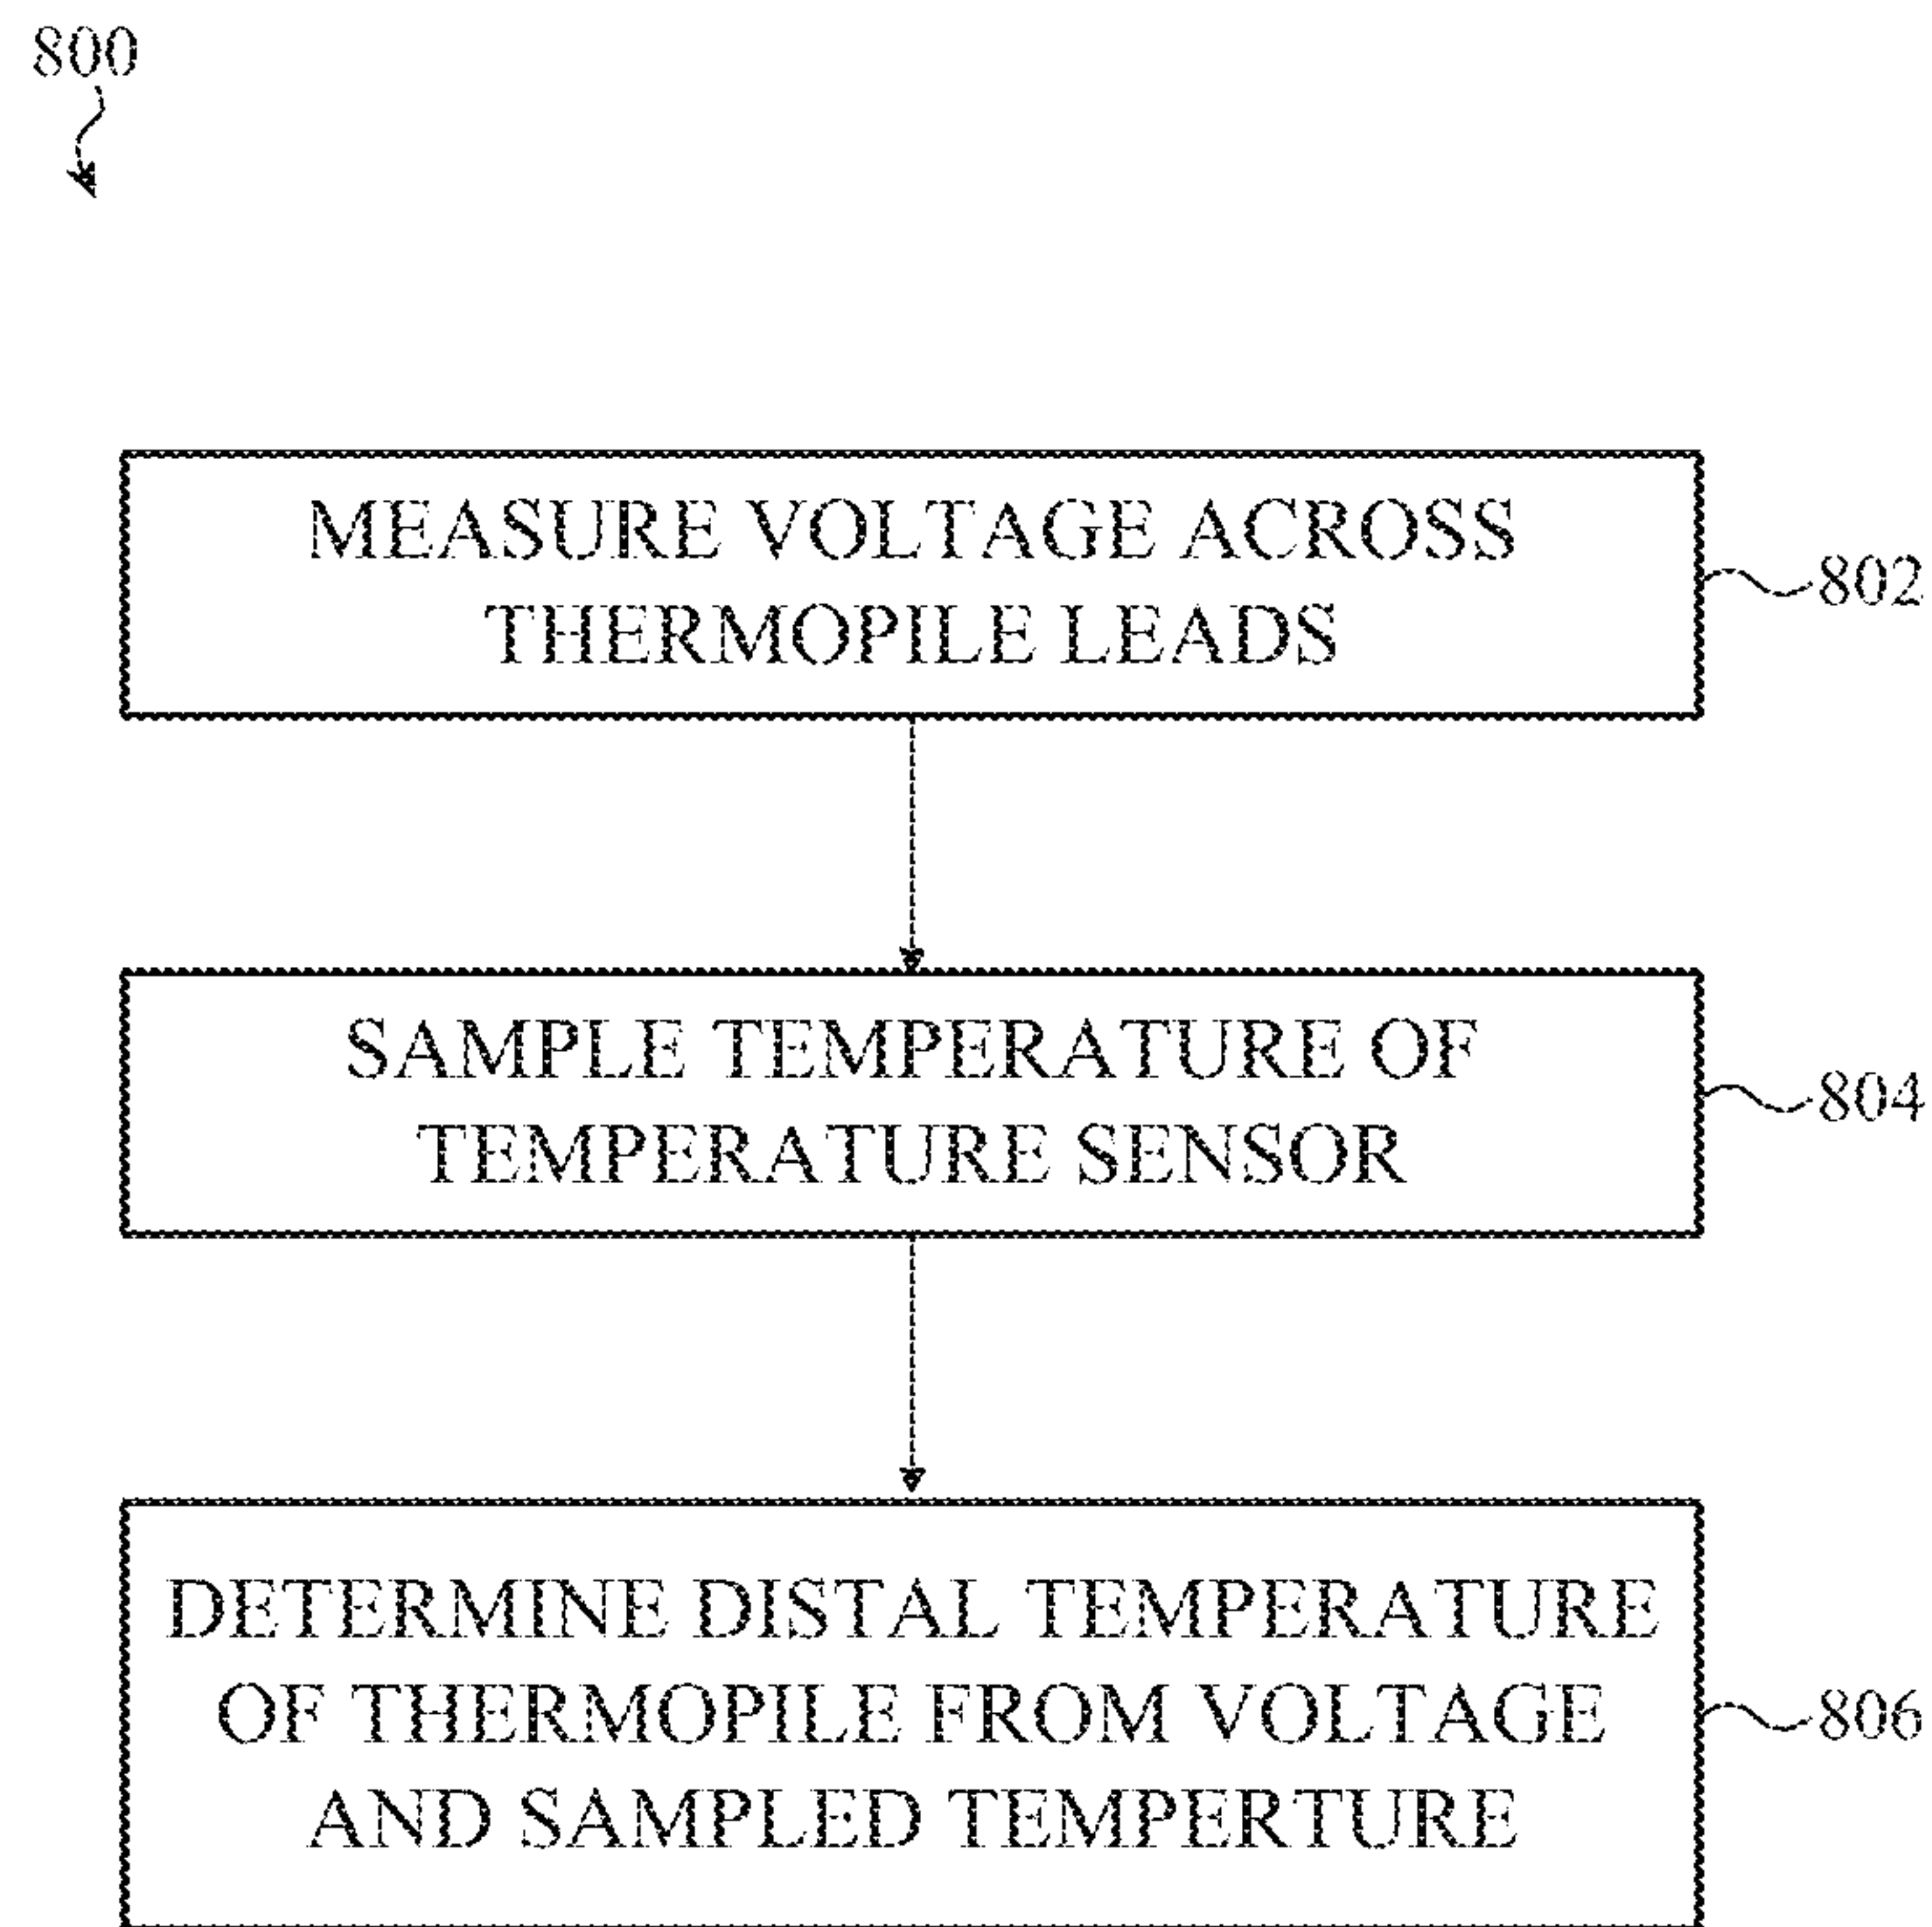 800
MEASURE VOLTAGE ACROSS
THERMOPILE LEADS
802
SAMPLE TEMPERATURE OF
TEMPERATURE SENSOR
804
DETERMINE DISTAL TEMPERATURE
OF THERMOPILE FROM VOLTAGE
AND SAMPLED TEMPERTURE
806